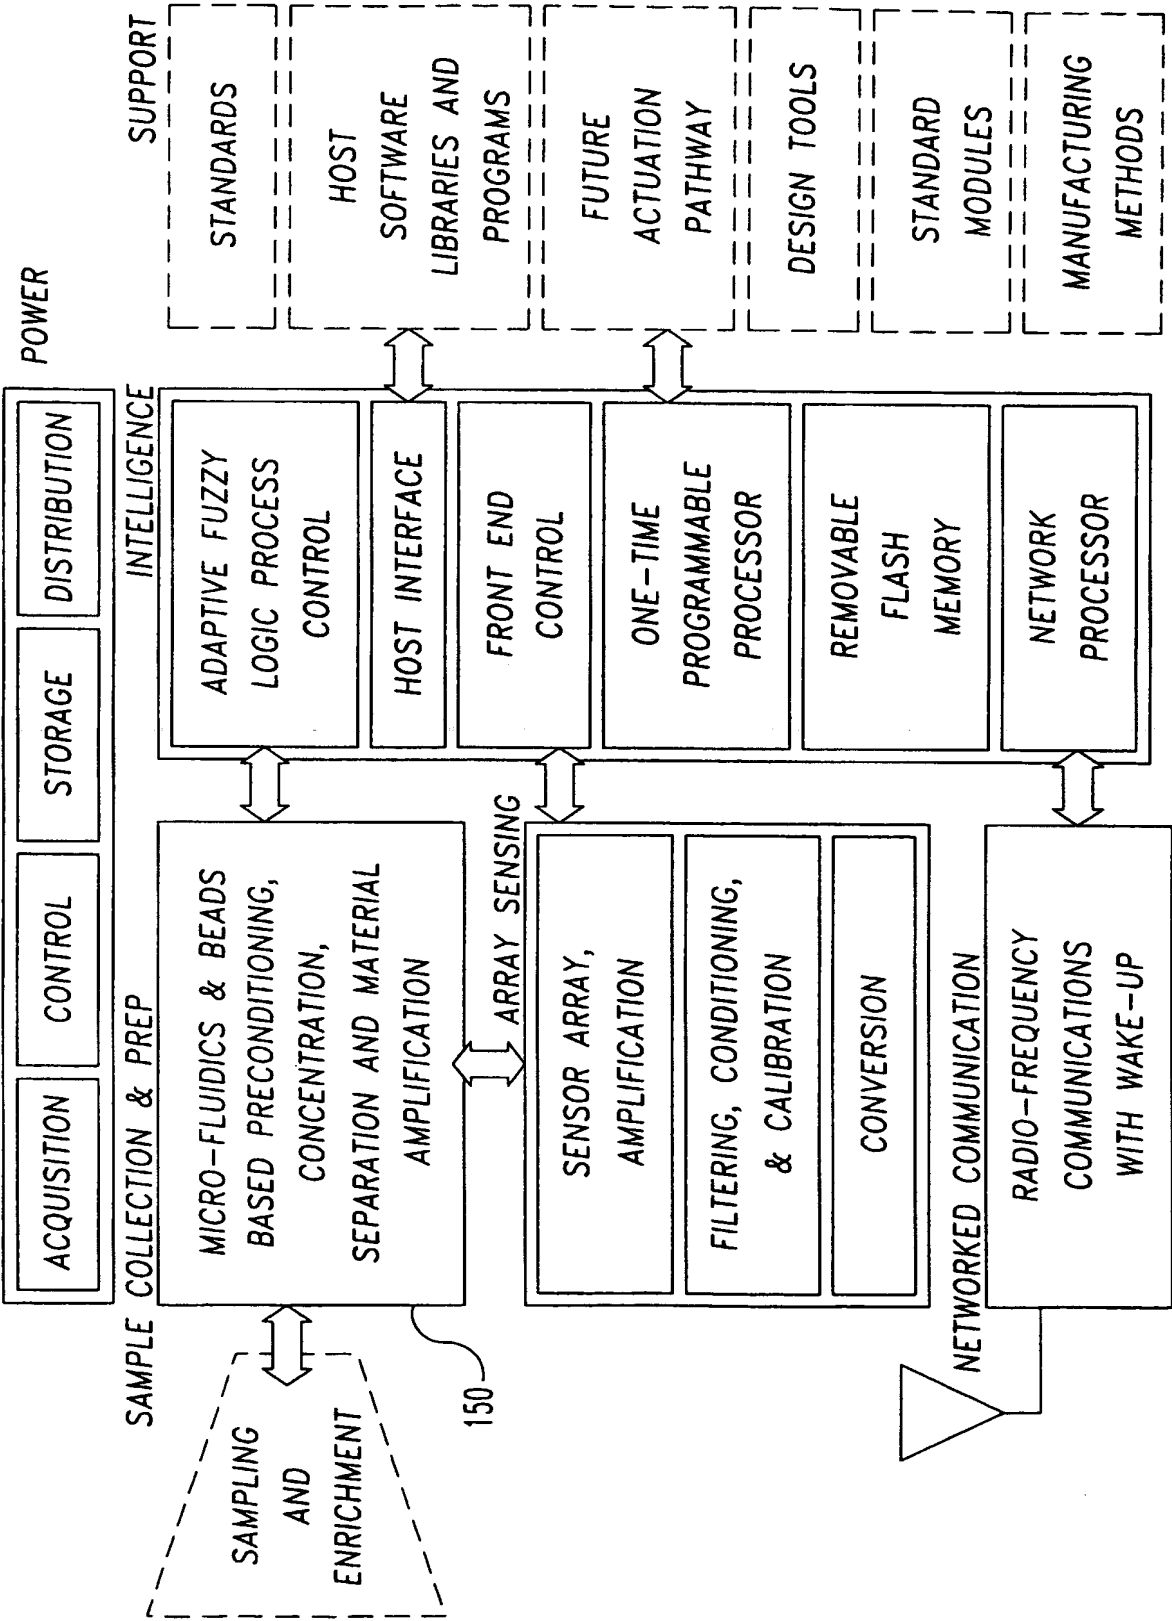 POWER
ACQUISITION
CONTROL
STORAGE
DISTRIBUTION
SAMPLE COLLECTION & PREP
SAMPLING
AND
ENRICHMENT
MICRO-FLUIDICS & BEADS
BASED PRECONDITIONING,
CONCENTRATION,
SEPARATION AND MATERIAL
AMPLIFICATION
150
ARRAY SENSING
SENSOR ARRAY,
AMPLIFICATION
FILTERING, CONDITIONING,
& CALIBRATION
CONVERSION
NETWORKED COMMUNICATION
RADIO-FREQUENCY
COMMUNICATIONS
WITH WAKE-UP
INTELLIGENCE
ADAPTIVE FUZZY
LOGIC PROCESS
CONTROL
HOST INTERFACE
FRONT END
CONTROL
ONE-TIME
PROGRAMMABLE
PROCESSOR
REMOVABLE
FLASH
MEMORY
NETWORK
PROCESSOR
SUPPORT
STANDARDS
HOST
SOFTWARE
LIBRARIES AND
PROGRAMS
FUTURE
ACTUATION
PATHWAY
DESIGN TOOLS
STANDARD
MODULES
MANUFACTURING
METHODS